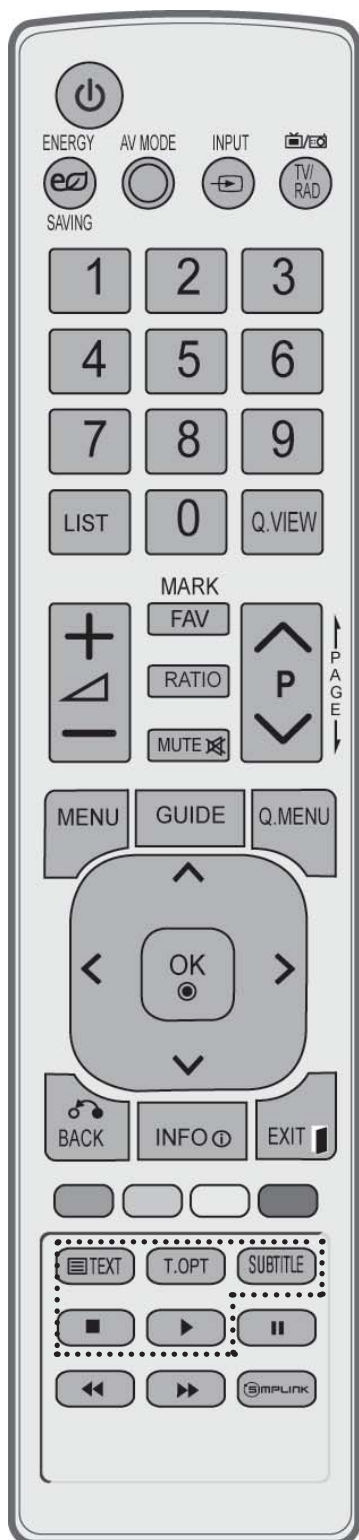 ENERGY AV MODE INPUT
TV/
RAD
SAVING
1 2 3
4 5 6
7 8 9
LIST 0 Q.VIEW
MARK
FAV
RATIO
P
PAGE
MUTE
MENU GUIDE Q.MENU
OK
BACK INFO EXIT
TEXT T.OPT SUBTITLE
SIMPLINK